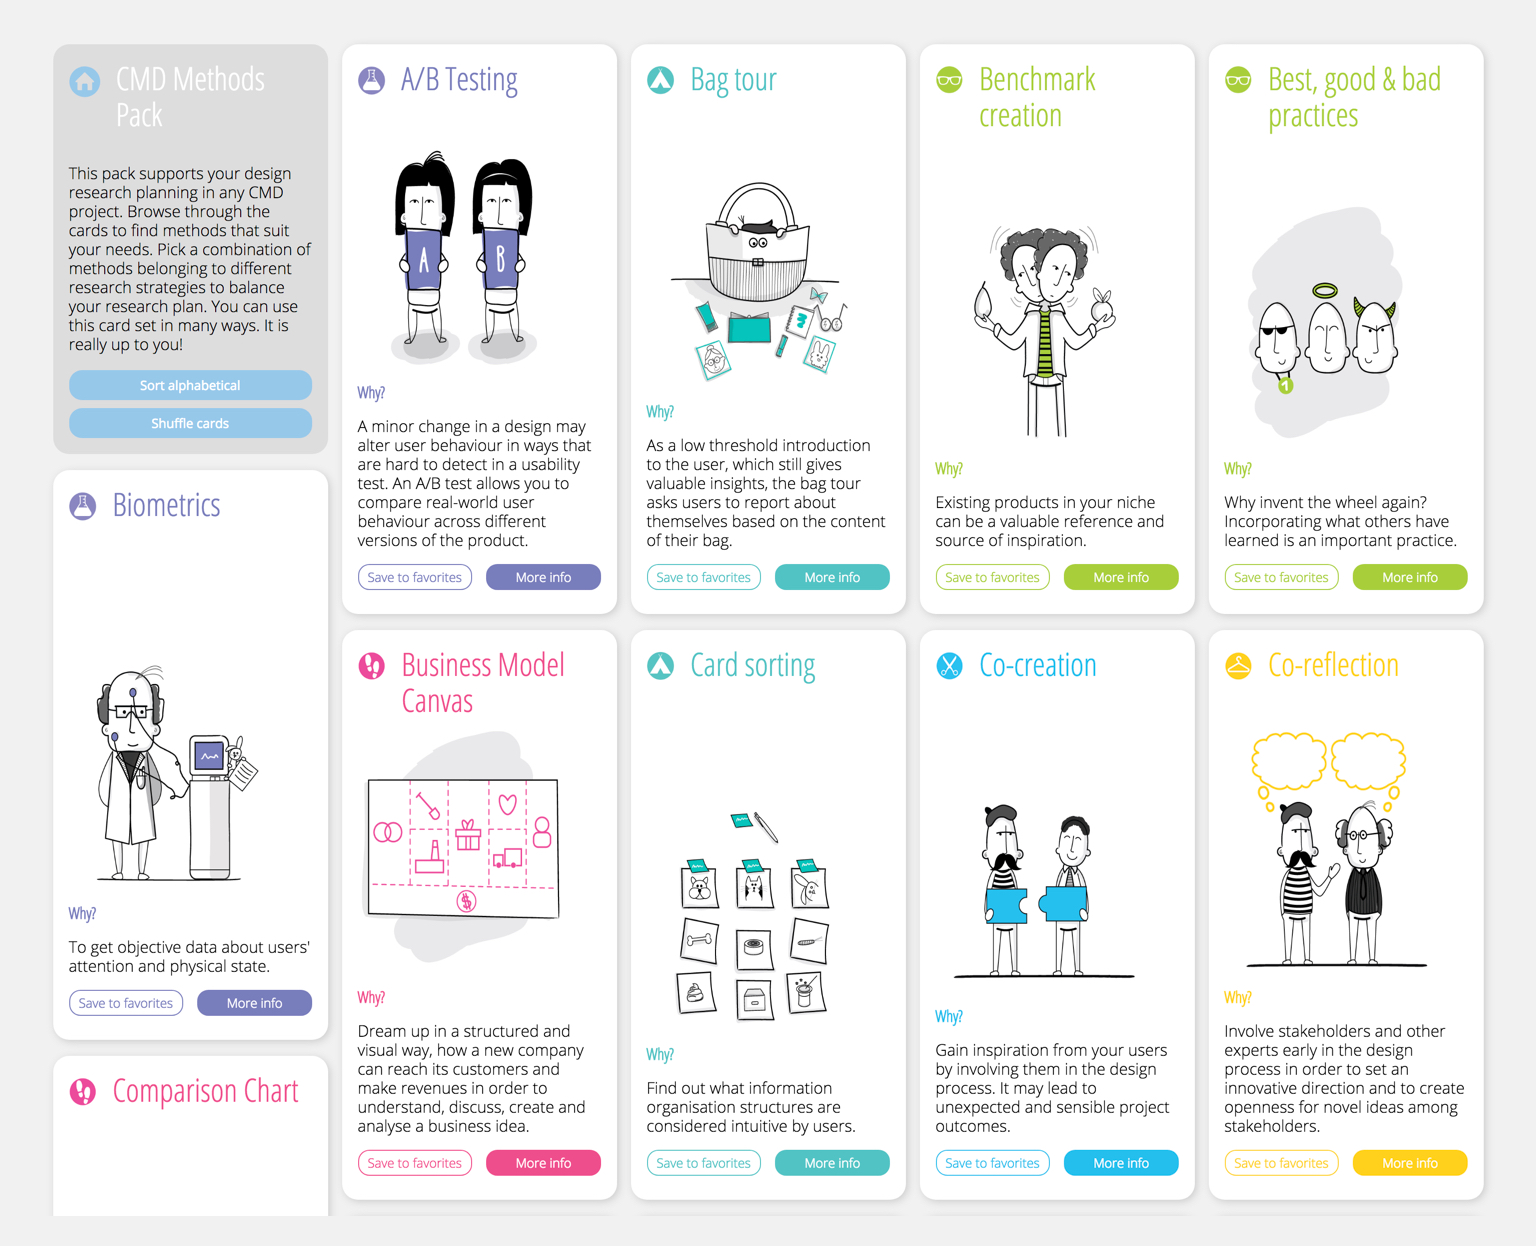 CMD Methods
Pack
This pack supports your design
research planning in any CMD
project. Browse through the
cards to find methods that suit
your needs. Pick a combination of
methods belonging to different
research strategies to balance
your research plan. You can use
this card set in many ways. It is
really up to you!
Sort alphabetical
Shuffle cards
A/B Testing
A
B
Why?
A minor change in a design may
alter user behaviour in ways that
are hard to detect in a usability
test. An A/B test allows you to
compare real-world user
behaviour across different
versions of the product.
Save to favorites
More info
Bag tour
Why?
As a low threshold introduction
to the user, which still gives
valuable insights, the bag tour
asks users to report about
themselves based on the content
of their bag.
Save to favorites
More info
Benchmark
creation
Why?
Existing products in your niche
can be a valuable reference and
source of inspiration.
Save to favorites
More info
Best, good & bad
practices
1
Why?
Why invent the wheel again?
Incorporating what others have
learned is an important practice.
Save to favorites
More info
Biometrics
Why?
To get objective data about users'
attention and physical state.
Save to favorites
More info
Business Model
Canvas
$
Why?
Dream up in a structured and
visual way, how a new company
can reach its customers and
make revenues in order to
understand, discuss, create and
analyse a business idea.
Save to favorites
More info
Card sorting
Why?
Find out what information
organisation structures are
considered intuitive by users.
Save to favorites
More info
Co-creation
Why?
Gain inspiration from your users
by involving them in the design
process. It may lead to
unexpected and sensible project
outcomes.
Save to favorites
More info
Co-reflection
Why?
Involve stakeholders and other
experts early in the design
process in order to set an
innovative direction and to create
openness for novel ideas among
stakeholders.
Save to favorites
More info
Comparison Chart